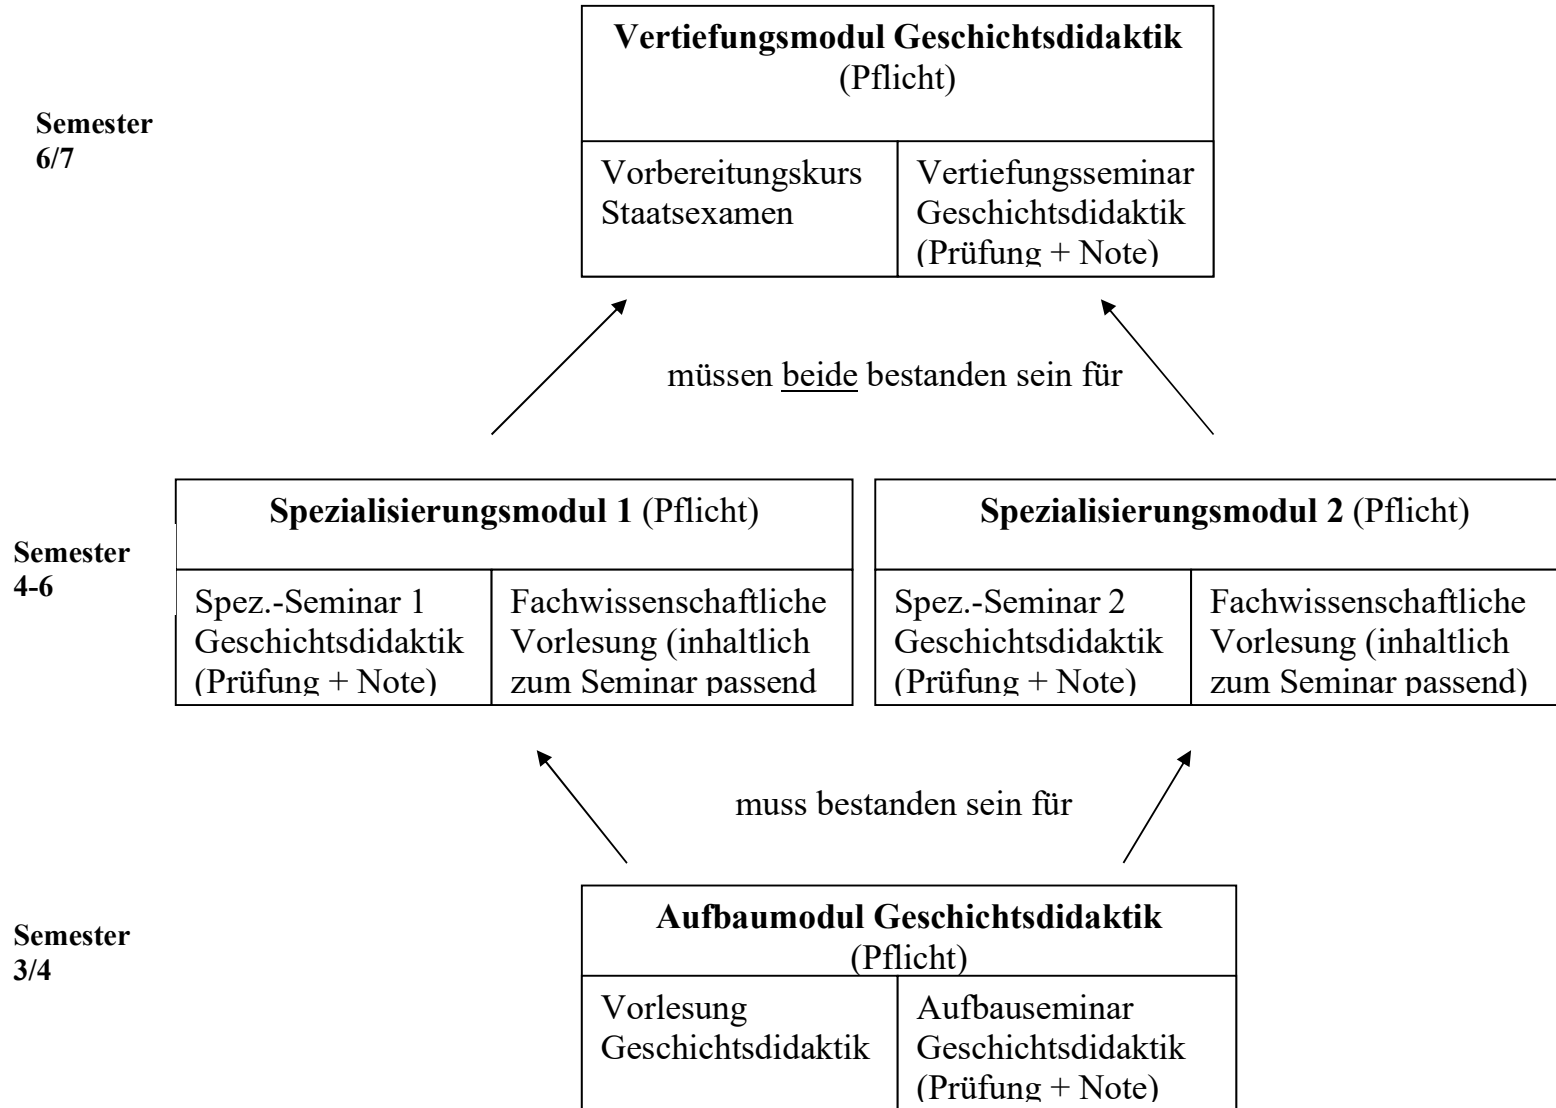 Vertiefungsmodul Geschichtsdidaktik
(Pflicht)
Semester
6/7
Vorbereitungskurs
Staatsexamen
Vertiefungsseminar
Geschichtsdidaktik
(Prüfung + Note)
müssen beide bestanden sein für
Semester
4-6
Spezialisierungsmodul 1 (Pflicht)
Spez.-Seminar 1
Geschichtsdidaktik
(Prüfung + Note)
Fachwissenschaftliche
Vorlesung (inhaltlich
zum Seminar passend
Spezialisierungsmodul 2 (Pflicht)
Spez.-Seminar 2
Geschichtsdidaktik
(Prüfung + Note)
Fachwissenschaftliche
Vorlesung (inhaltlich
zum Seminar passend)
muss bestanden sein für
Semester
3/4
Aufbaumodul Geschichtsdidaktik
(Pflicht)
Vorlesung
Geschichtsdidaktik
Aufbauseminar
Geschichtsdidaktik
(Prüfung + Note)